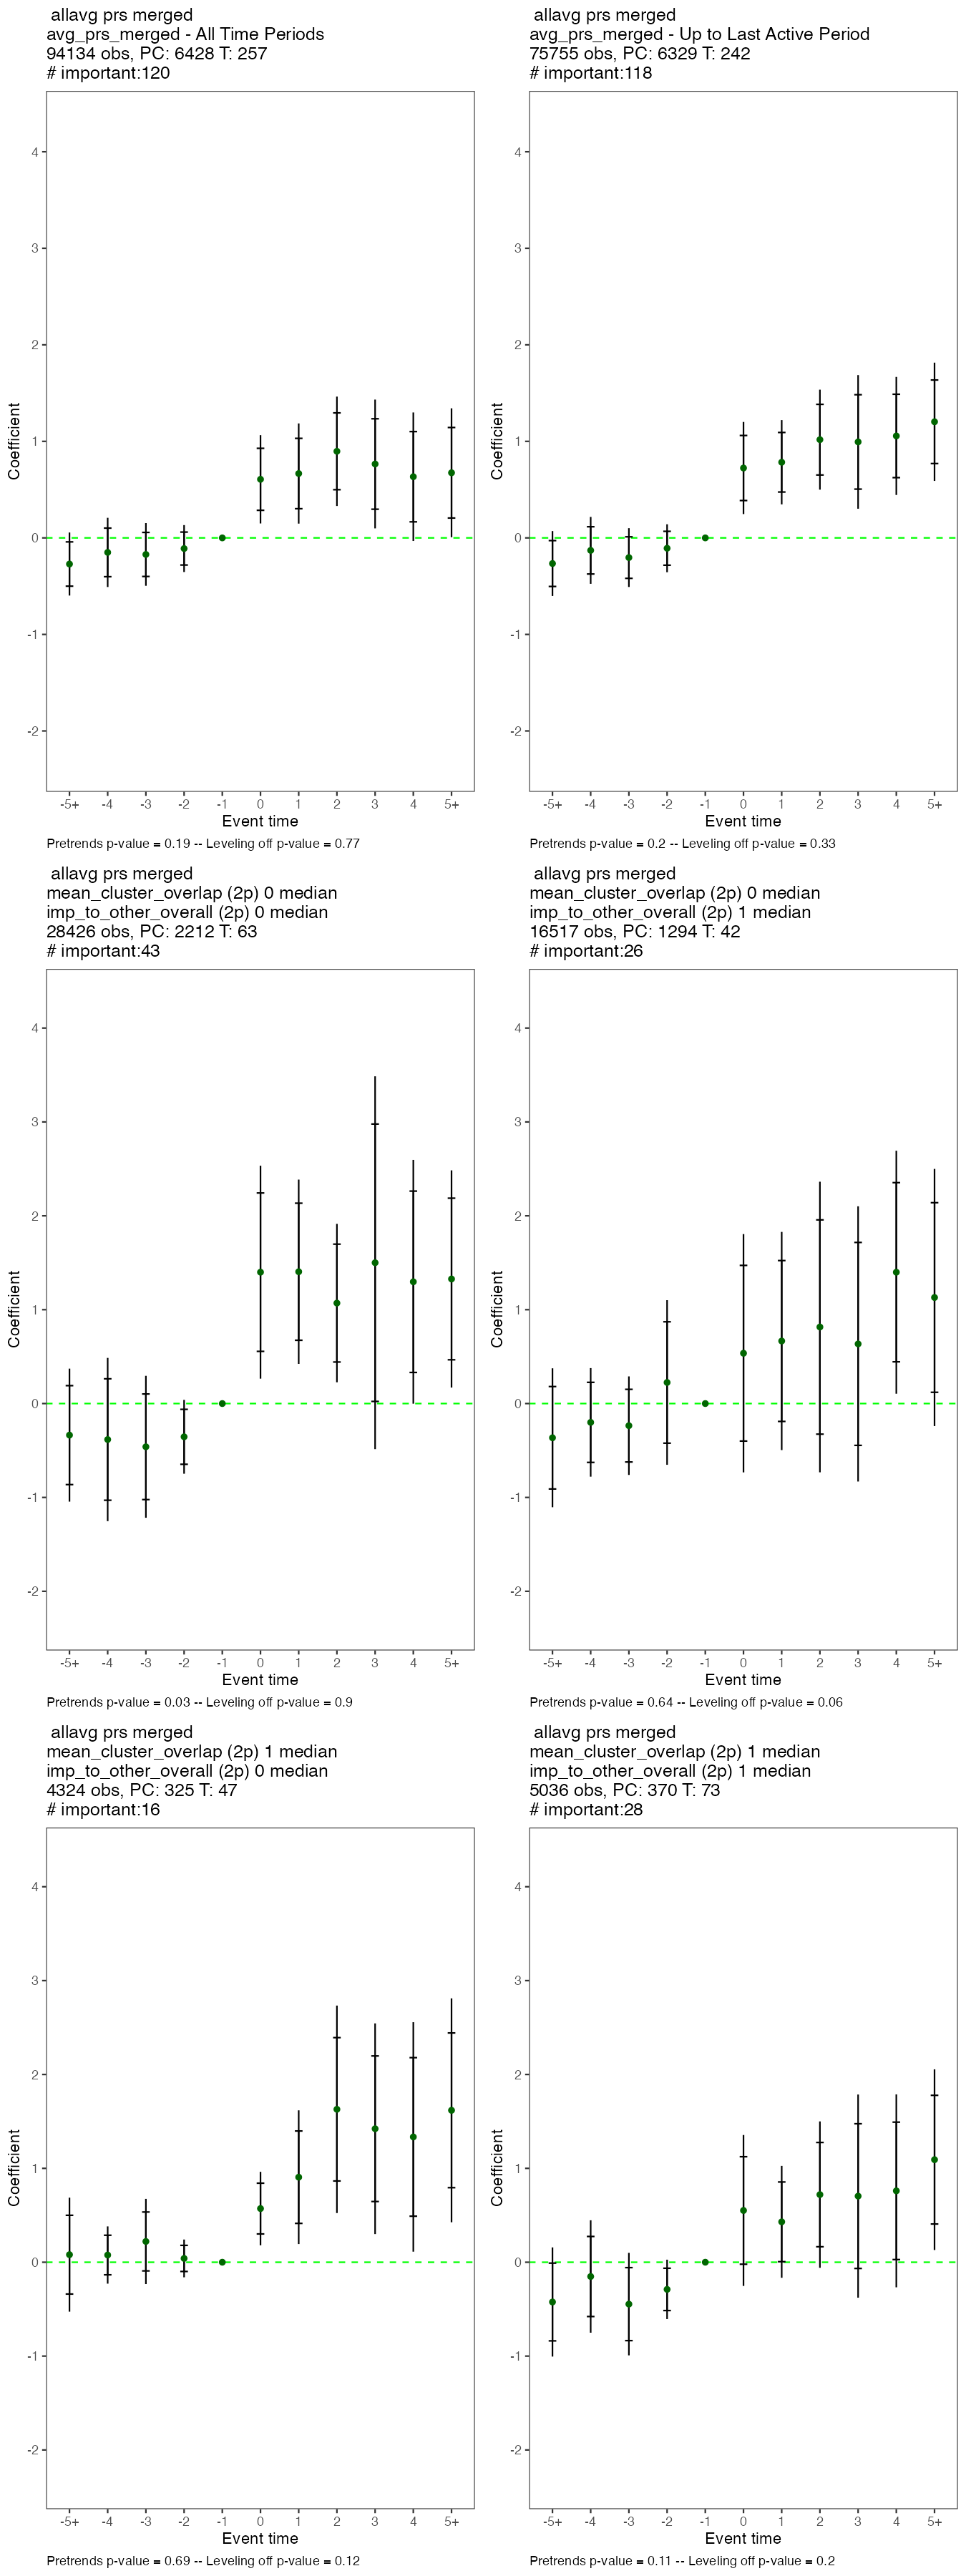 allavg prs merged
avg_prs_merged - All Time Periods
94134 obs, PC: 6428 T: 257
# important:120
Coefficient
4
3
2
1
0
-1
-2
-5+ -4 -3 -2 -1 0 1 2 3 4 5+
Event time
Pretrends p-value = 0.19 -- Leveling off p-value = 0.77
allavg prs merged
avg_prs_merged - Up to Last Active Period
75755 obs, PC: 6329 T: 242
# important:118
Coefficient
4
3
2
1
0
-1
-2
-5+ -4 -3 -2 -1 0 1 2 3 4 5+
Event time
Pretrends p-value = 0.2 -- Leveling off p-value = 0.33
allavg prs merged
mean_cluster_overlap (2p) 0 median
imp_to_other_overall (2p) 0 median
28426 obs, PC: 2212 T: 63
# important:43
Coefficient
4
3
2
1
0
-1
-2
-5+ -4 -3 -2 -1 0 1 2 3 4 5+
Event time
Pretrends p-value = 0.03 -- Leveling off p-value = 0.9
allavg prs merged
mean_cluster_overlap (2p) 0 median
imp_to_other_overall (2p) 1 median
16517 obs, PC: 1294 T: 42
# important:26
Coefficient
4
3
2
1
0
-1
-2
-5+ -4 -3 -2 -1 0 1 2 3 4 5+
Event time
Pretrends p-value = 0.64 -- Leveling off p-value = 0.06
allavg prs merged
mean_cluster_overlap (2p) 1 median
imp_to_other_overall (2p) 0 median
4324 obs, PC: 325 T: 47
# important:16
Coefficient
4
3
2
1
0
-1
-2
-5+ -4 -3 -2 -1 0 1 2 3 4 5+
Event time
Pretrends p-value = 0.69 -- Leveling off p-value = 0.12
allavg prs merged
mean_cluster_overlap (2p) 1 median
imp_to_other_overall (2p) 1 median
5036 obs, PC: 370 T: 73
# important:28
Coefficient
4
3
2
1
0
-1
-2
-5+ -4 -3 -2 -1 0 1 2 3 4 5+
Event time
Pretrends p-value = 0.11 -- Leveling off p-value = 0.2